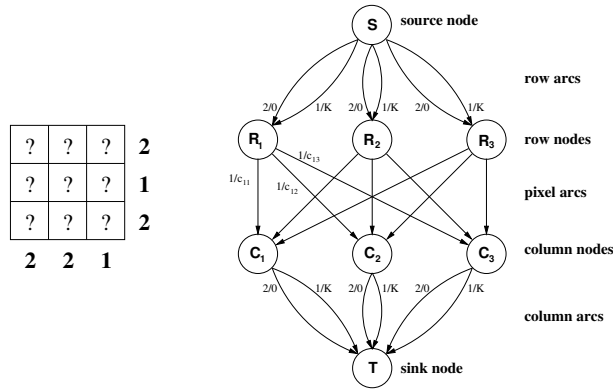 S source node
row arcs
2/0 1/K 2/0 1/K 2/0 1/K
? ? ? 2
? ? ? 1
? ? ? 2
2 2 1
R1 R2 R3 row nodes
1/c11 1/c12 1/c13
pixel arcs
C1 C2 C3 column nodes
2/0 1/K 2/0 1/K 2/0 1/K
column arcs
T sink node